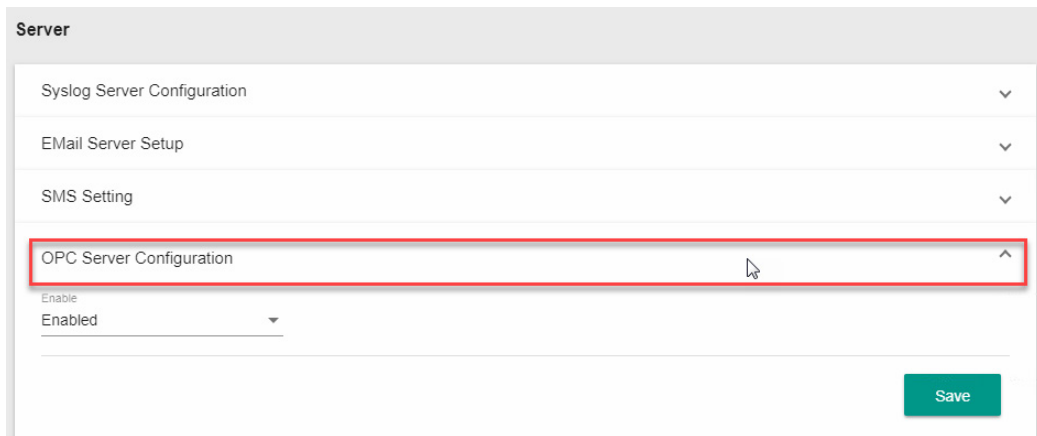 Server
Syslog Server Configuration
EMail Server Setup
SMS Setting
OPC Server Configuration
Enable
Enabled
Save